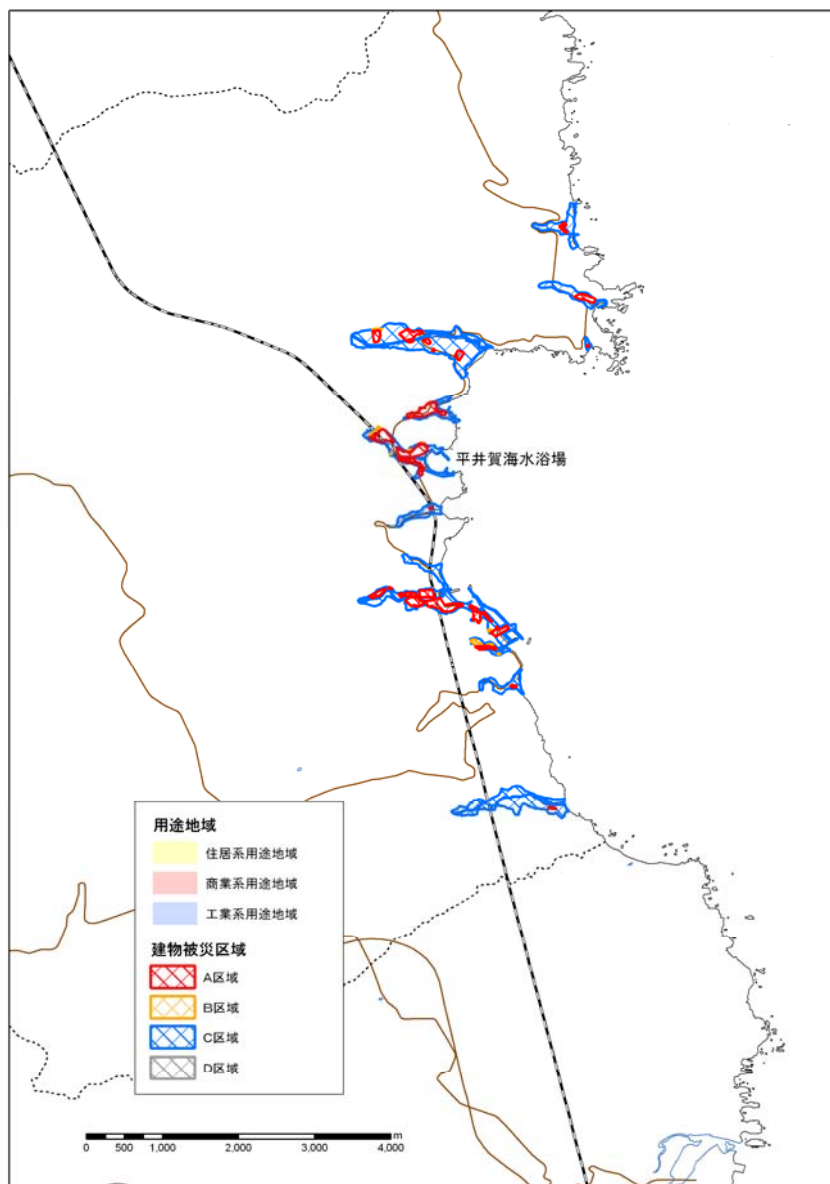 平井賀海水浴場
用途地域
住居系用途地域
商業系用途地域
工業系用途地域
建物被災区域
A区域
B区域
C区域
D区域
0 500 1,000 2,000 3,000 4,000 m